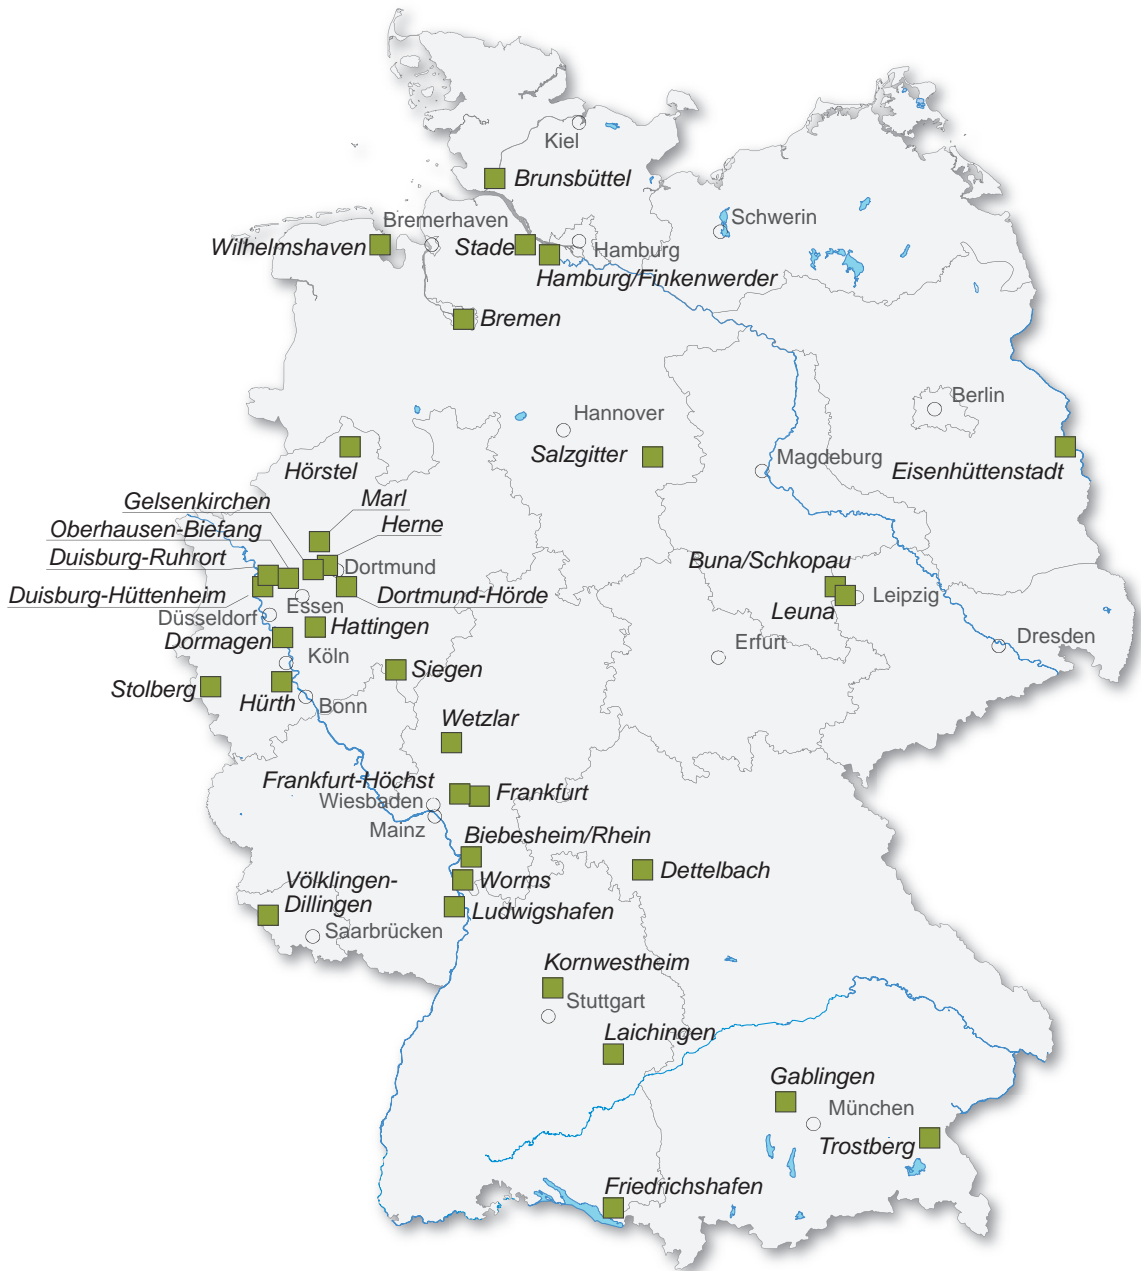 Kiel
Brunsbüttel
Schwerin
Bremerhaven
Wilhelmshaven
Stade
Hamburg
Hamburg/Finkenwerder
Bremen
Berlin
Hannover
Salzgitter
Magdeburg
Eisenhüttenstadt
Hörstel
Gelsenkirchen
Marl
Oberhausen-Biefang
Herne
Duisburg-Ruhrort
Dortmund
Buna/Schkopau
Duisburg-Hüttenheim
Essen
Dortmund-Hörde
Leuna
Leipzig
Düsseldorf
Hattingen
Dormagen
Erfurt
Dresden
Köln
Siegen
Stolberg
Hürth
Bonn
Wetzlar
Frankfurt-Höchst
Frankfurt
Wiesbaden
Mainz
Biebesheim/Rhein
Dettelbach
Worms
Völklingen-
Dillingen
Ludwigshafen
Saarbrücken
Kornwestheim
Stuttgart
Laichingen
Gablingen
München
Trostberg
Friedrichshafen